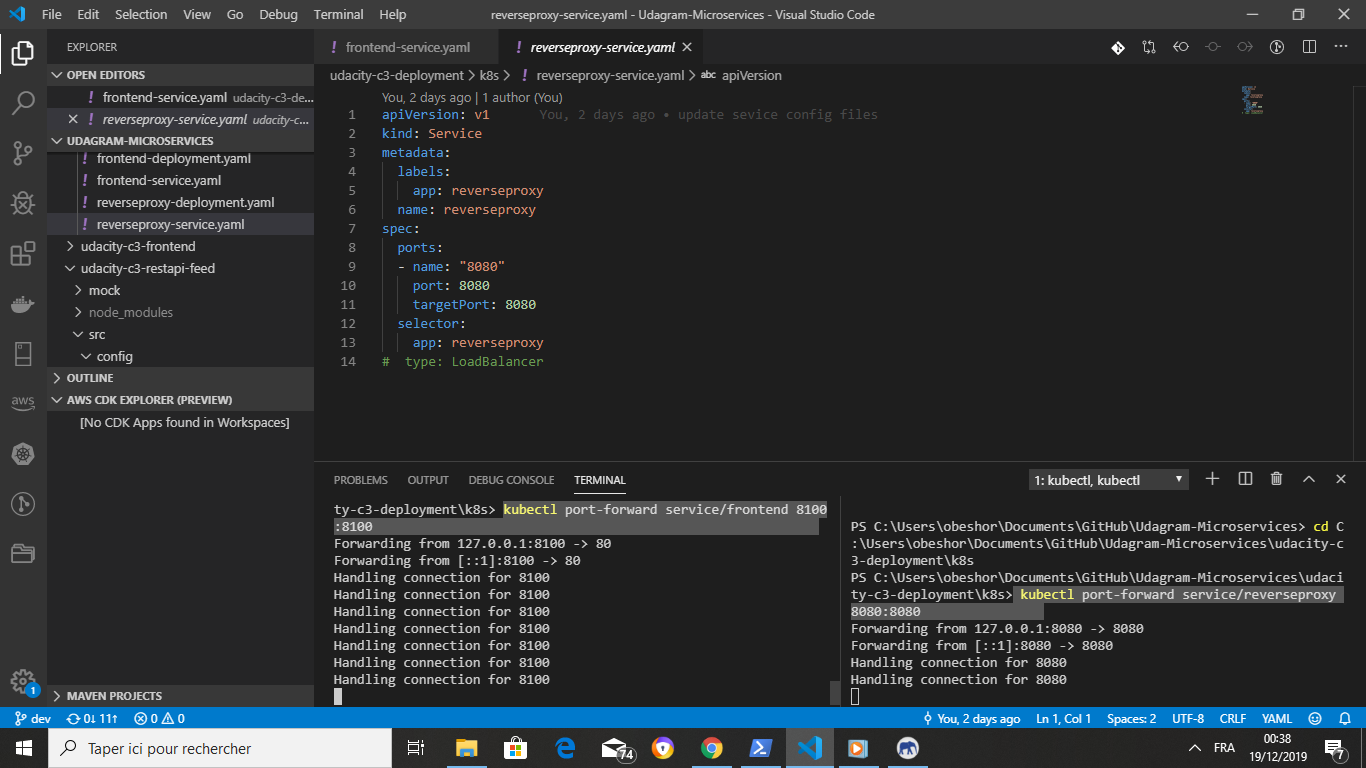 File Edit Selection View Go Debug Terminal Help
reverseproxy-service.yaml - Udagram-Microservices - Visual Studio Code
EXPLORER
OPEN EDITORS
frontend-service.yaml udacity-c3-de...
reverseproxy-service.yaml udacity-c...
UDAGRAM-MICROSERVICES
frontend-deployment.yaml
frontend-service.yaml
reverseproxy-deployment.yaml
reverseproxy-service.yaml
udacity-c3-frontend
udacity-c3-restapi-feed
mock
node_modules
src
config
OUTLINE
AWS CDK EXPLORER (PREVIEW)
[No CDK Apps found in Workspaces]
MAVEN PROJECTS
aws
1
! frontend-service.yaml
! reverseproxy-service.yaml
udacity-c3-deployment > k8s > ! reverseproxy-service.yaml > abc apiVersion
You, 2 days ago | 1 author (You)
1 apiVersion: v1 You, 2 days ago • update sevice config files
2 kind: Service
3 metadata:
4 labels:
5 app: reverseproxy
6 name: reverseproxy
7 spec:
8 ports:
9 - name: "8080"
10 port: 8080
11 targetPort: 8080
12 selector:
13 app: reverseproxy
14 # type: LoadBalancer
PROBLEMS OUTPUT DEBUG CONSOLE TERMINAL
1: kubectl, kubectl
ty-c3-deployment\k8s> kubectl port-forward service/frontend 8100
:8100
Forwarding from 127.0.0.1:8100 -> 80
Forwarding from [::1]:8100 -> 80
Handling connection for 8100
Handling connection for 8100
Handling connection for 8100
Handling connection for 8100
Handling connection for 8100
Handling connection for 8100
Handling connection for 8100
PS C:\Users\obeshor\Documents\GitHub\Udagram-Microservices> cd C
:\Users\obeshor\Documents\GitHub\Udagram-Microservices\udacity-c
3-deployment\k8s
PS C:\Users\obeshor\Documents\GitHub\Udagram-Microservices\udaci
ty-c3-deployment\k8s> kubectl port-forward service/reverseproxy
8080:8080
Forwarding from 127.0.0.1:8080 -> 8080
Forwarding from [::1]:8080 -> 8080
Handling connection for 8080
Handling connection for 8080
dev 0↓ 11↑ 0 0
You, 2 days ago Ln 1, Col 1 Spaces: 2 UTF-8 CRLF YAML
Taper ici pour rechercher
74
FRA
00:38
19/12/2019
7